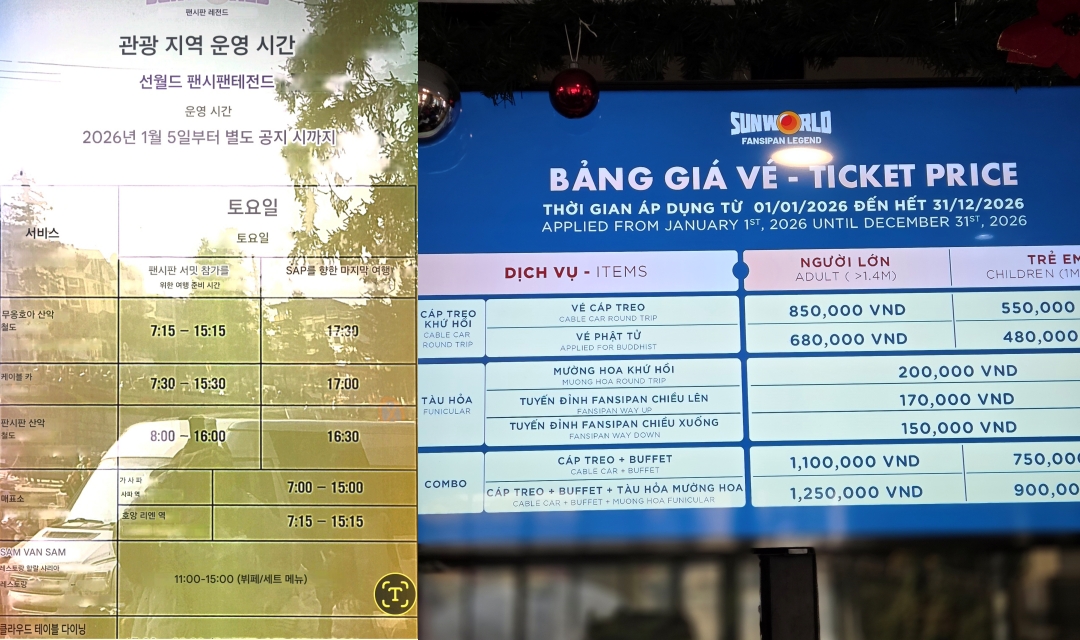 팬시판 레전드
관광 지역 운영 시간
선월드 팬시팬테전드
운영 시간
2026년 1월 5일부터 별도 공지 시까지
서비스
토요일
토요일
팬시판 서밋 참가를
위한 여행 준비 시간
SAP를 향한 마지막 여행
무옹호아 산악
철도
7:15 – 15:15
17:30
케이블 카
7:30 – 15:30
17:00
판시판 산악
철도
8:00 – 16:00
16:30
매표소
가 사 파
사파 역
7:00 – 15:00
호앙 리엔 역
7:15 – 15:15
SAM VAN SAM
레스토랑
11:00-15:00 (뷔페/세트 메뉴)
클라우드 테이블 다이닝
SUNWORLD
FANSIPAN LEGEND
BẢNG GIÁ VÉ - TICKET PRICE
THỜI GIAN ÁP DỤNG TỪ 01/01/2026 ĐẾN HẾT 31/12/2026
APPLIED FROM JANUARY 1ST, 2026 UNTIL DECEMBER 31ST, 2026
DỊCH VỤ - ITEMS
NGƯỜI LỚN
ADULT ( >1.4M)
TRẺ EM
CHILDREN (1M
CÁP TREO
KHỨ HỒI
CABLE CAR
ROUND TRIP
VÉ CÁP TREO
CABLE CAR ROUND TRIP
850,000 VND
550,000
VÉ PHẬT TỬ
APPLIED FOR BUDDHIST
680,000 VND
480,000
TÀU HỎA
FUNICULAR
MƯỜNG HOA KHỨ HỒI
MUONG HOA ROUND TRIP
200,000 VND
TUYẾN ĐỈNH FANSIPAN CHIỀU LÊN
FANSIPAN WAY UP
170,000 VND
TUYẾN ĐỈNH FANSIPAN CHIỀU XUỐNG
FANSIPAN WAY DOWN
150,000 VND
COMBO
CÁP TREO + BUFFET
CABLE CAR + BUFFET
1,100,000 VND
750,00
CÁP TREO + BUFFET + TÀU HỎA MƯỜNG HOA
CABLE CAR + BUFFET + MUONG HOA FUNICULAR
1,250,000 VND
900,00